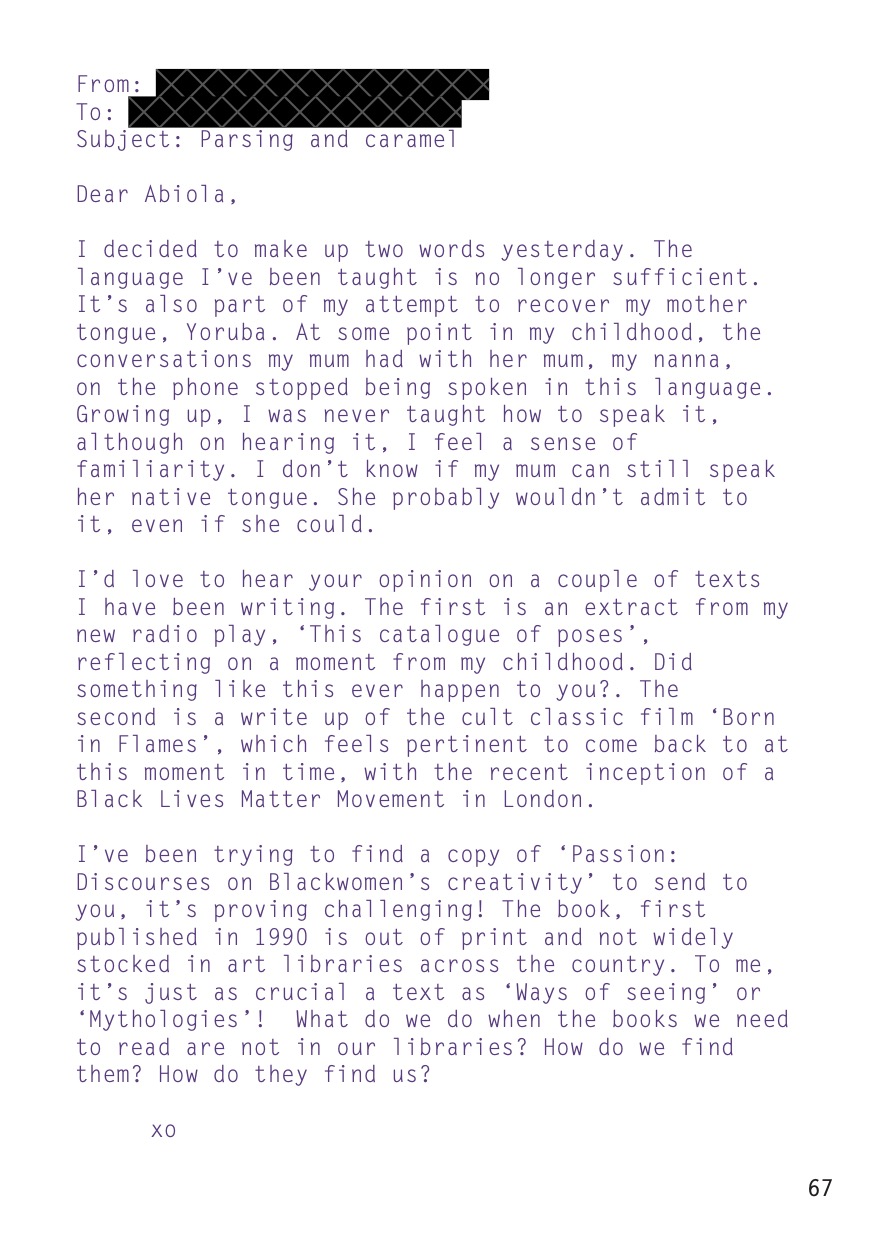 From:
To:
Subject: Parsing and caramel
Dear Abiola,
I decided to make up two words yesterday. The
language I’ve been taught is no longer sufficient.
It’s also part of my attempt to recover my mother
tongue, Yoruba. At some point in my childhood, the
conversations my mum had with her mum, my nanna,
on the phone stopped being spoken in this language.
Growing up, I was never taught how to speak it,
although on hearing it, I feel a sense of
familiarity. I don’t know if my mum can still speak
her native tongue. She probably wouldn’t admit to
it, even if she could.
I’d love to hear your opinion on a couple of texts
I have been writing. The first is an extract from my
new radio play, ‘This catalogue of poses’,
reflecting on a moment from my childhood. Did
something like this ever happen to you?. The
second is a write up of the cult classic film ‘Born
in Flames’, which feels pertinent to come back to at
this moment in time, with the recent inception of a
Black Lives Matter Movement in London.
I’ve been trying to find a copy of ‘Passion:
Discourses on Blackwomen’s creativity’ to send to
you, it’s proving challenging! The book, first
published in 1990 is out of print and not widely
stocked in art libraries across the country. To me,
it’s just as crucial a text as ‘Ways of seeing’ or
‘Mythologies’!  What do we do when the books we need
to read are not in our libraries? How do we find
them? How do they find us?
xo
67